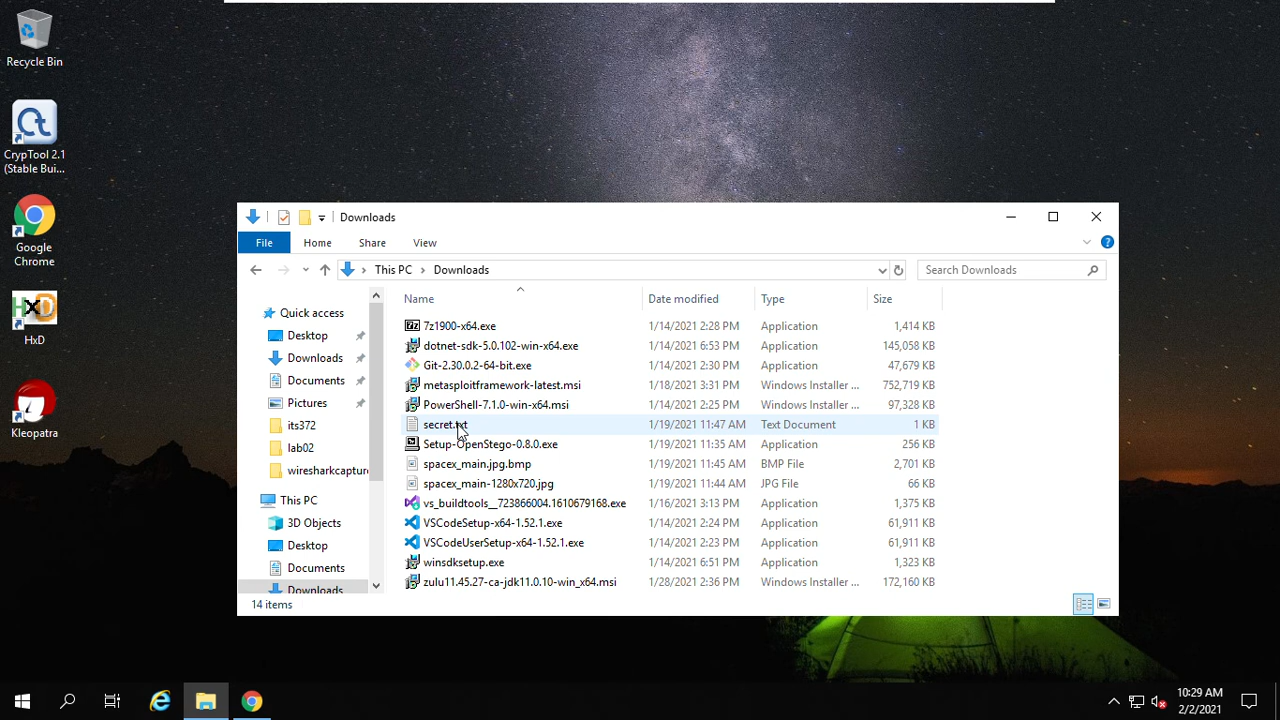 Recycle Bin
CrypTool 2.1
(Stable Bui...
Google
Chrome
HxD
Kleopatra
Downloads
File Home Share View
This PC Downloads
Search Downloads
Name Date modified Type Size
Quick access
Desktop
Downloads
Documents
Pictures
its372
lab02
wiresharkcapture
This PC
3D Objects
Desktop
Documents
Downloads
7z1900-x64.exe 1/14/2021 2:28 PM Application 1,414 KB
dotnet-sdk-5.0.102-win-x64.exe 1/14/2021 6:53 PM Application 145,058 KB
Git-2.30.0.2-64-bit.exe 1/14/2021 2:30 PM Application 47,679 KB
metasploitframework-latest.msi 1/18/2021 3:31 PM Windows Installer ... 752,719 KB
PowerShell-7.1.0-win-x64.msi 1/14/2021 2:25 PM Windows Installer ... 97,328 KB
secret.txt 1/19/2021 11:47 AM Text Document 1 KB
Setup-OpenStego-0.8.0.exe 1/19/2021 11:35 AM Application 256 KB
spacex_main.jpg.bmp 1/19/2021 11:45 AM BMP File 2,701 KB
spacex_main-1280x720.jpg 1/19/2021 11:44 AM JPG File 66 KB
vs_buildtools__723866004.1610679168.exe 1/16/2021 3:13 PM Application 1,375 KB
VSCodeSetup-x64-1.52.1.exe 1/14/2021 2:24 PM Application 61,911 KB
VSCodeUserSetup-x64-1.52.1.exe 1/14/2021 2:23 PM Application 61,911 KB
winsdksetup.exe 1/14/2021 6:51 PM Application 1,323 KB
zulu11.45.27-ca-jdk11.0.10-win_x64.msi 1/28/2021 2:36 PM Windows Installer ... 172,160 KB
14 items
10:29 AM
2/2/2021